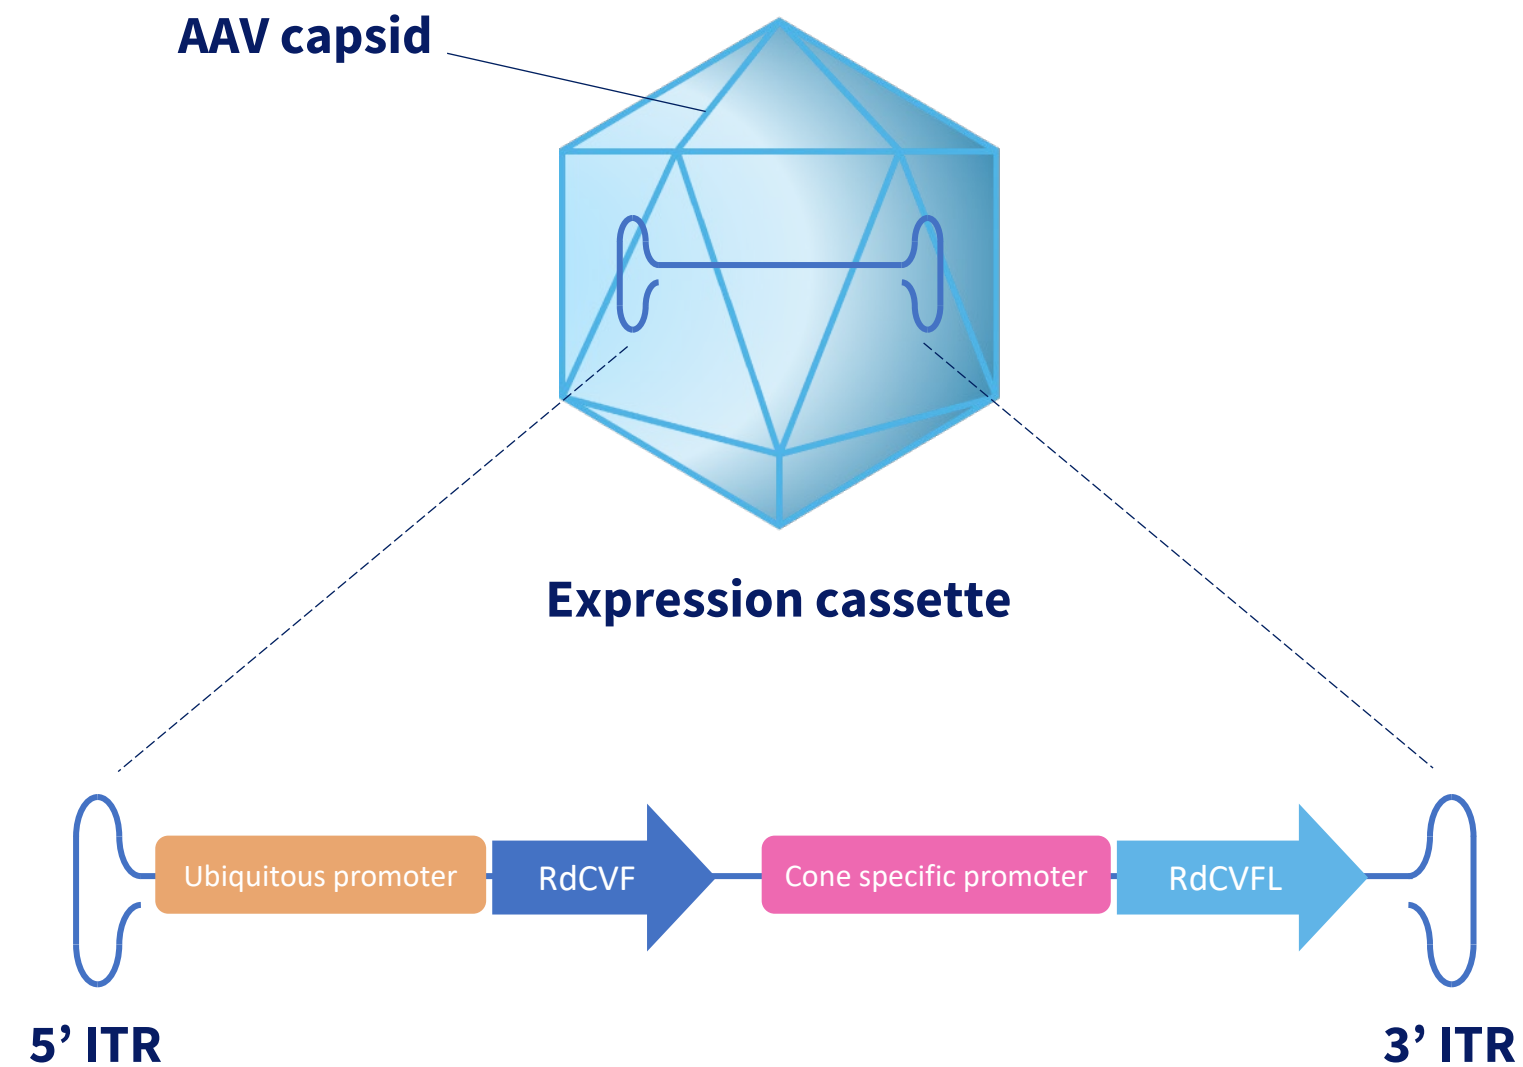 AAV capsid
Expression cassette
Ubiquitous promoter
RdCVF
Cone specific promoter
RdCVFL
5’ ITR
3’ ITR